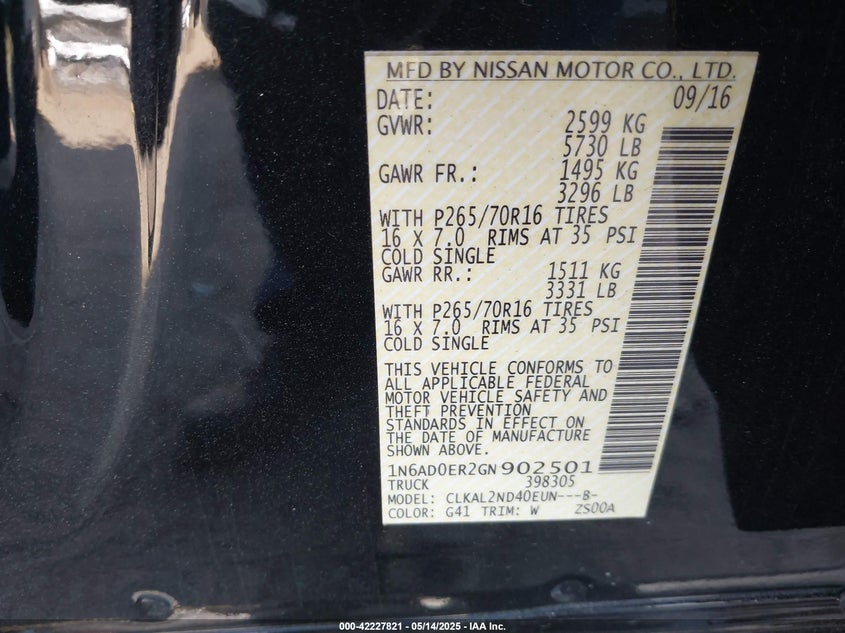 MFD BY NISSAN MOTOR CO., LTD.
DATE: 09/16
GVWR: 2599 KG
5730 LB
GAWR FR.: 1495 KG
3296 LB
WITH P265/70R16 TIRES
16 X 7.0 RIMS AT 35 PSI
COLD SINGLE
GAWR RR.: 1511 KG
3331 LB
WITH P265/70R16 TIRES
16 X 7.0 RIMS AT 35 PSI
COLD SINGLE
THIS VEHICLE CONFORMS TO
ALL APPLICABLE FEDERAL
MOTOR VEHICLE SAFETY AND
THEFT PREVENTION
STANDARDS IN EFFECT ON
THE DATE OF MANUFACTURE
SHOWN ABOVE.
1N6AD0ER2GN902501
TRUCK 398305
MODEL: CLKAL2ND40EUN---B-
COLOR: G41 TRIM: W ZS00A
000-42227821 - 05/14/2025 - IAA Inc.